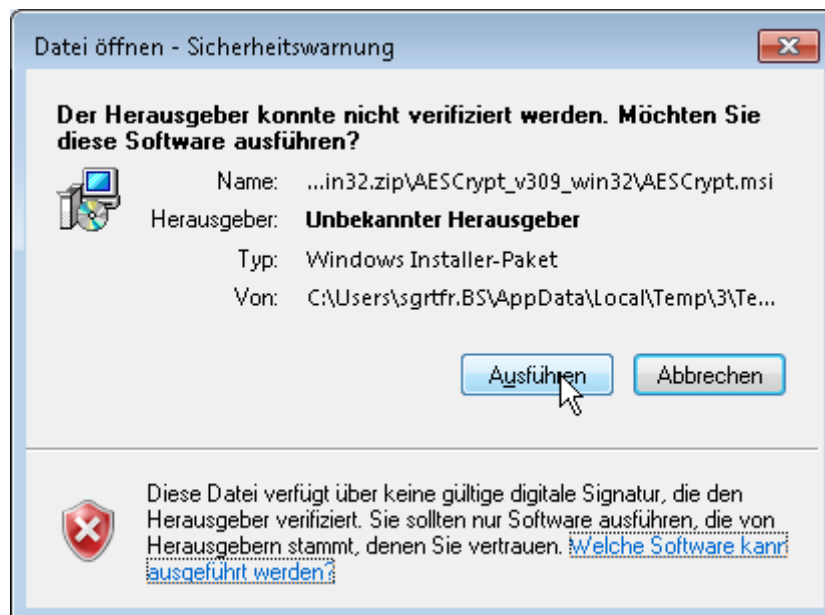 Datei öffnen - Sicherheitswarnung
Der Herausgeber konnte nicht verifiziert werden. Möchten Sie
diese Software ausführen?
Name: ...in32.zip\AESCrypt_v309_win32\AESCrypt.msi
Herausgeber: Unbekannter Herausgeber
Typ: Windows Installer-Paket
Von: C:\Users\sgrtfr.BS\AppData\Local\Temp\3\Te...
Ausführen Abbrechen
Diese Datei verfügt über keine gültige digitale Signatur, die den
Herausgeber verifiziert. Sie sollten nur Software ausführen, die von
Herausgebern stammt, denen Sie vertrauen. Welche Software kann
ausgeführt werden?